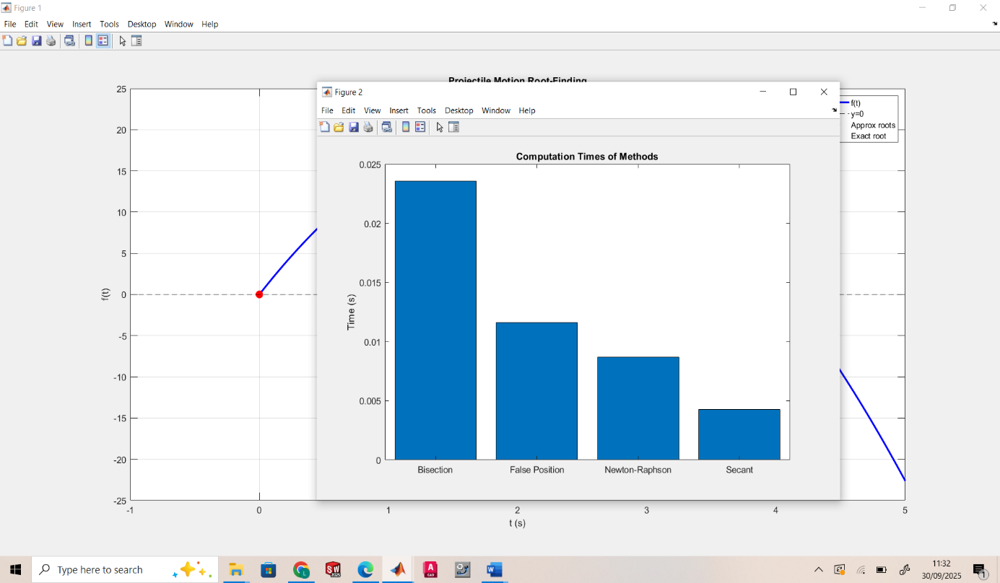 Figure 1
File Edit View Insert Tools Desktop Window Help
Projectile Motion Root-Finding
25
20
15
10
5
0
-5
-10
-15
-20
-25
f(t)
-1 0 1 2 3 4 5
t (s)
f(t)
y=0
Approx roots
Exact root
Figure 2
File Edit View Insert Tools Desktop Window Help
Computation Times of Methods
0.025
0.02
0.015
0.01
0.005
0
Time (s)
Bisection False Position Newton-Raphson Secant
Type here to search
11:32
30/09/2025